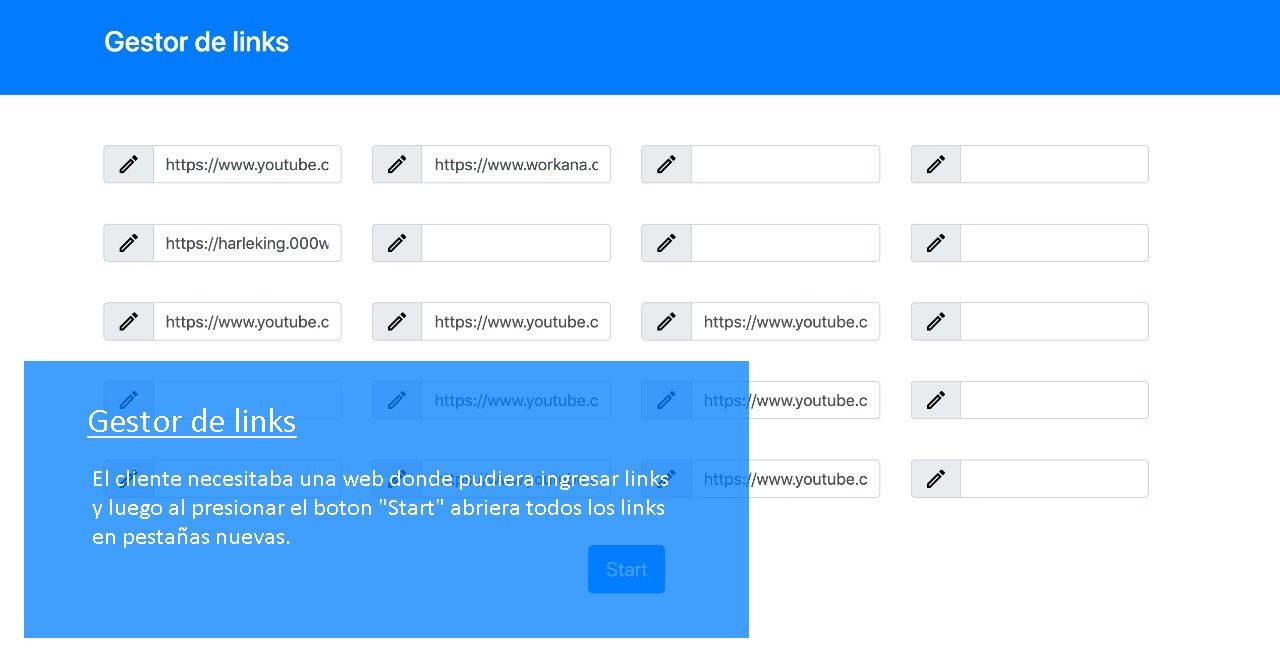 Gestor de links
https://www.youtube.c
https://www.workana.c
https://harleking.000w
https://www.youtube.c
https://www.youtube.c
https://www.youtube.c
https://www.youtube.c
https://www.youtube.c
https://www.youtube.c
Gestor de links
El cliente necesitaba una web donde pudiera ingresar links
y luego al presionar el boton "Start" abriera todos los links
en pestañas nuevas.
Start